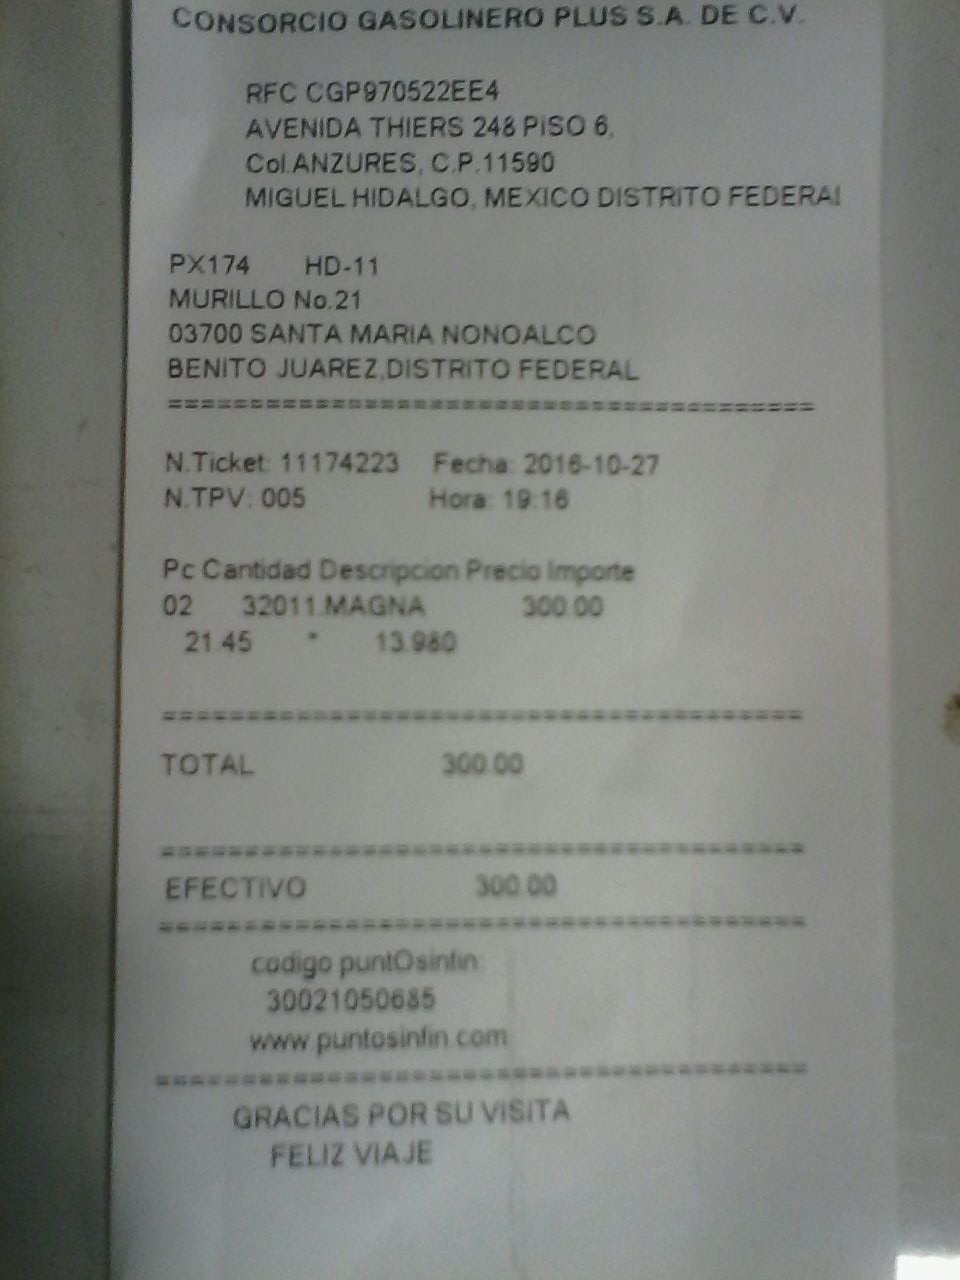 CONSORCIO GASOLINERO PLUS S.A. DE C.V.
RFC CGP970522EE4
AVENIDA THIERS 248 PISO 6,
Col.ANZURES, C.P.11590
MIGUEL HIDALGO, MEXICO DISTRITO FEDERAL
PX174 HD-11
MURILLO No.21
03700 SANTA MARIA NONOALCO
BENITO JUAREZ,DISTRITO FEDERAL
========================================
N.Ticket: 11174223 Fecha: 2016-10-27
N.TPV: 005 Hora: 19:16
Pc Cantidad Descripcion Precio Importe
02 32011.MAGNA 300.00
21.45 * 13.980
========================================
TOTAL 300.00
========================================
EFECTIVO 300.00
========================================
codigo puntOsinfin:
30021050685
www.puntosinfin.com
========================================
GRACIAS POR SU VISITA
FELIZ VIAJE